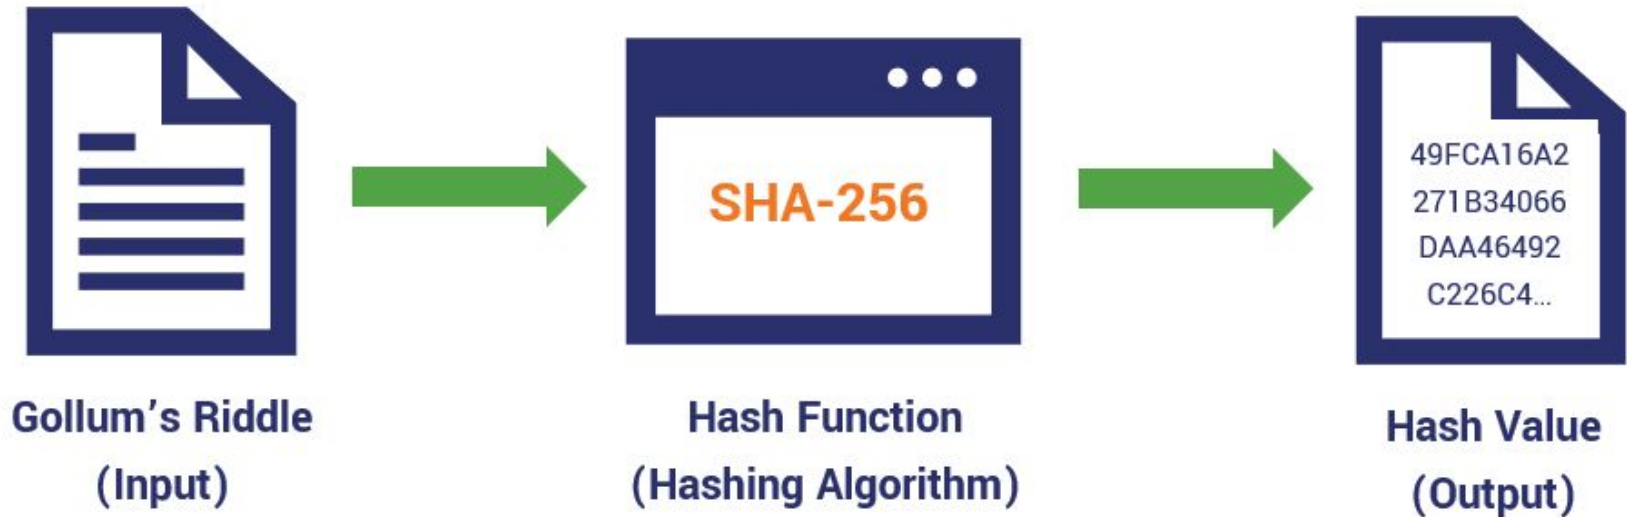 Gollum’s Riddle
(Input)
SHA-256
Hash Function
(Hashing Algorithm)
49FCA16A2
271B34066
DAA46492
C226C4...
Hash Value
(Output)